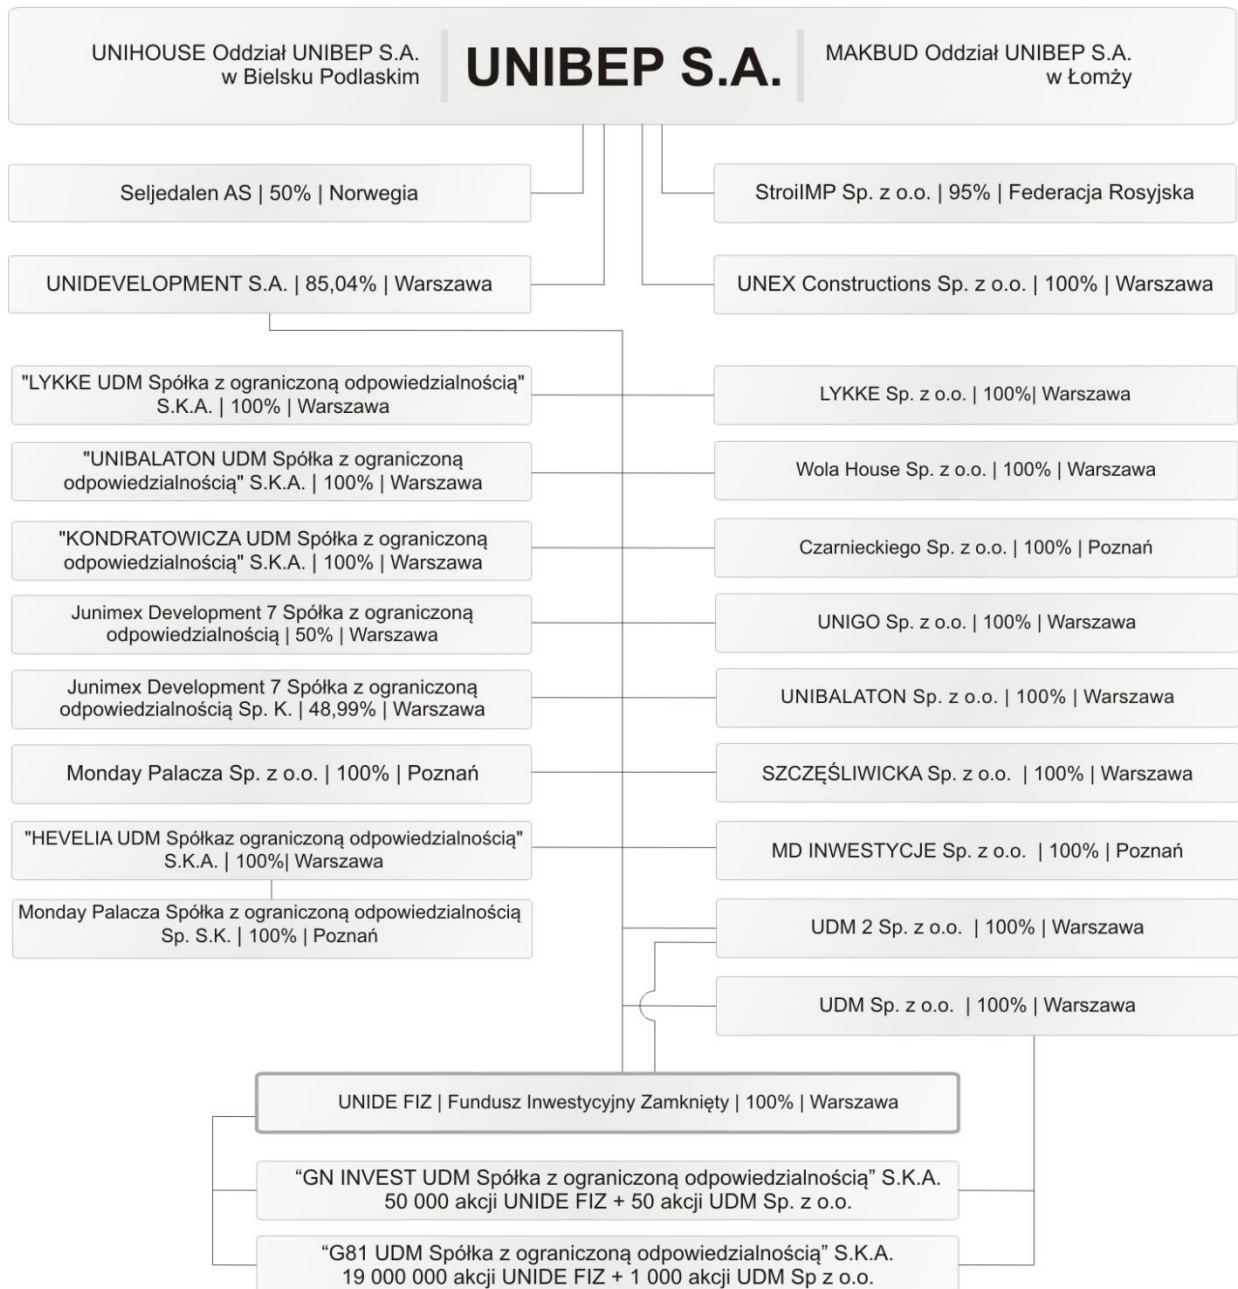 UNIHOUSE Oddział UNIBEP S.A.
w Bielsku Podlaskim
UNIBEP S.A.
MAKBUD Oddział UNIBEP S.A.
w Łomży
Seljedalen AS | 50% | Norwegia
StroiIMP Sp. z o.o. | 95% | Federacja Rosyjska
UNIDEVELOPMENT S.A. | 85,04% | Warszawa
UNEX Constructions Sp. z o.o. | 100% | Warszawa
"LYKKE UDM Spółka z ograniczoną odpowiedzialnością"
S.K.A. | 100% | Warszawa
LYKKE Sp. z o.o. | 100%| Warszawa
"UNIBALATON UDM Spółka z ograniczoną
odpowiedzialnością" S.K.A. | 100% | Warszawa
Wola House Sp. z o.o. | 100% | Warszawa
"KONDRATOWICZA UDM Spółka z ograniczoną
odpowiedzialnością" S.K.A. | 100% | Warszawa
Czarnieckiego Sp. z o.o. | 100% | Poznań
Junimex Development 7 Spółka z ograniczoną
odpowiedzialnością | 50% | Warszawa
UNIGO Sp. z o.o. | 100% | Warszawa
Junimex Development 7 Spółka z ograniczoną
odpowiedzialnością Sp. K. | 48,99% | Warszawa
UNIBALATON Sp. z o.o. | 100% | Warszawa
Monday Palacza Sp. z o.o. | 100% | Poznań
SZCZĘŚLIWICKA Sp. z o.o. | 100% | Warszawa
"HEVELIA UDM Spółkaz ograniczoną odpowiedzialnością"
S.K.A. | 100%| Warszawa
MD INWESTYCJE Sp. z o.o. | 100% | Poznań
Monday Palacza Spółka z ograniczoną odpowiedzialnością
Sp. S.K. | 100% | Poznań
UDM 2 Sp. z o.o. | 100% | Warszawa
UDM Sp. z o.o. | 100% | Warszawa
UNIDE FIZ | Fundusz Inwestycyjny Zamknięty | 100% | Warszawa
“GN INVEST UDM Spółka z ograniczoną odpowiedzialnością” S.K.A.
50 000 akcji UNIDE FIZ + 50 akcji UDM Sp. z o.o.
“G81 UDM Spółka z ograniczoną odpowiedzialnością” S.K.A.
19 000 000 akcji UNIDE FIZ + 1 000 akcji UDM Sp z o.o.